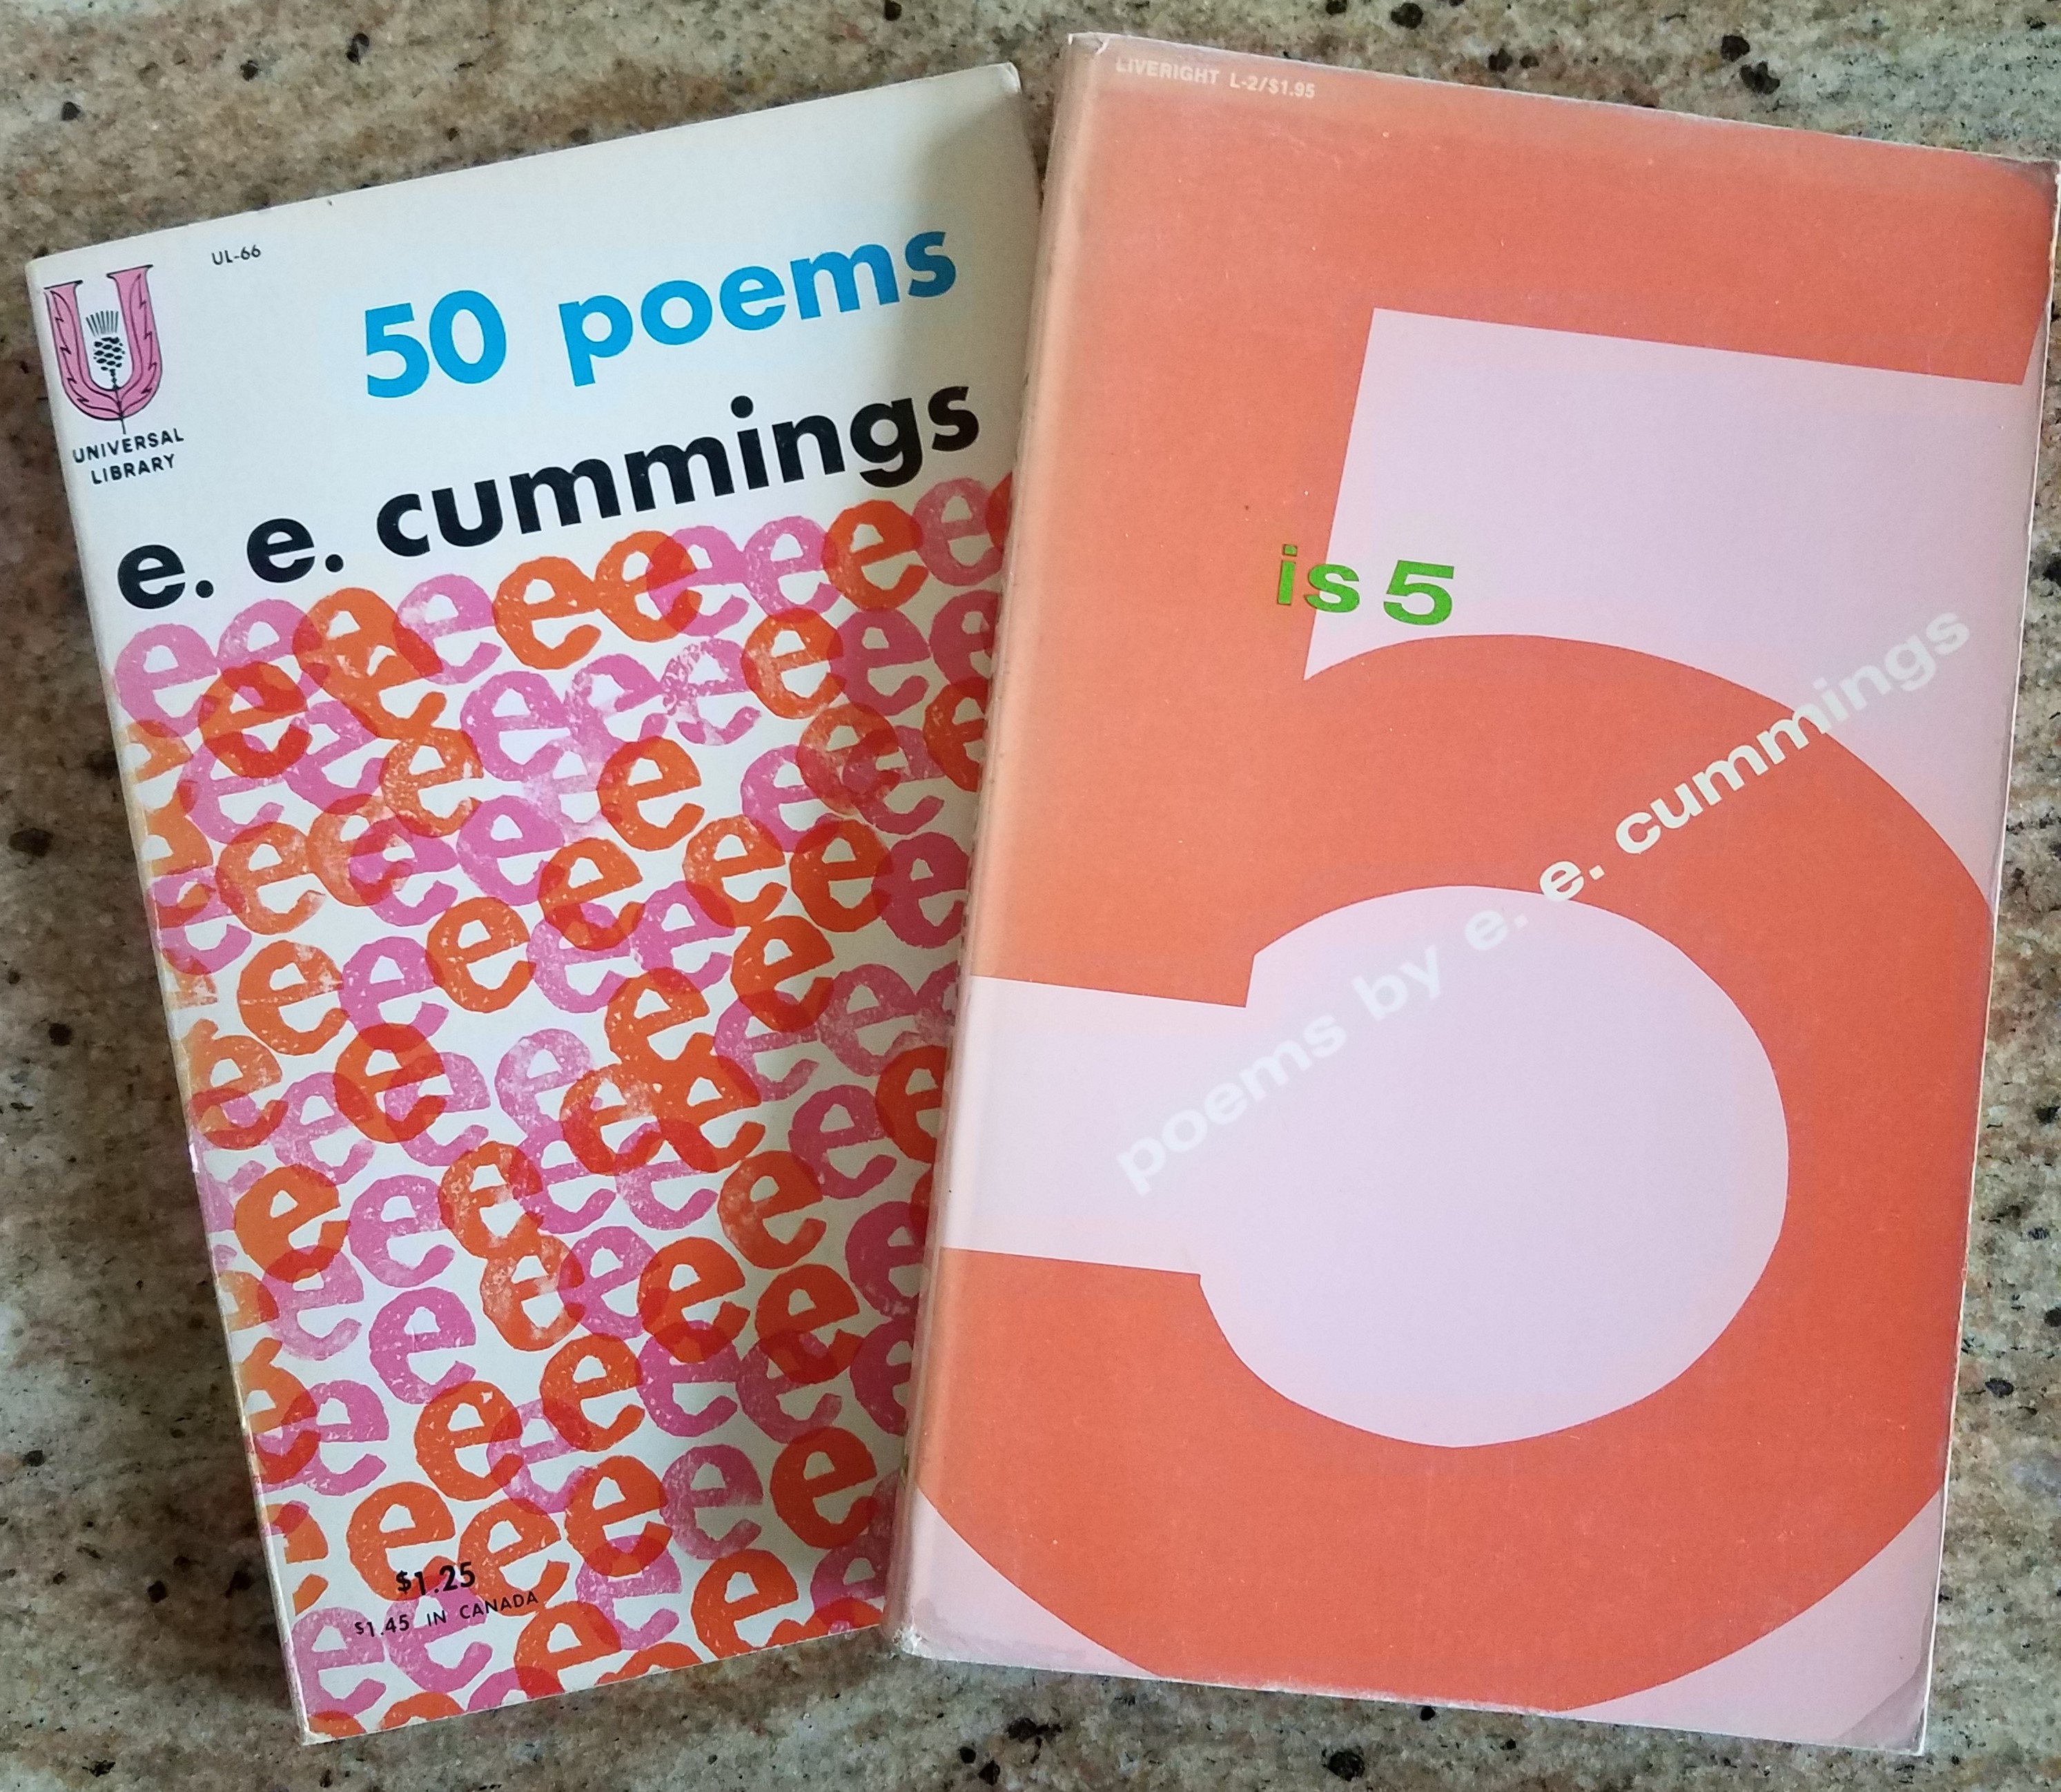 UL-66
50 poems
e. e. cummings
UNIVERSAL
LIBRARY
$1.25
$1.45 IN CANADA
LIVERIGHT L-2/$1.95
is 5
poems by e. e. cummings